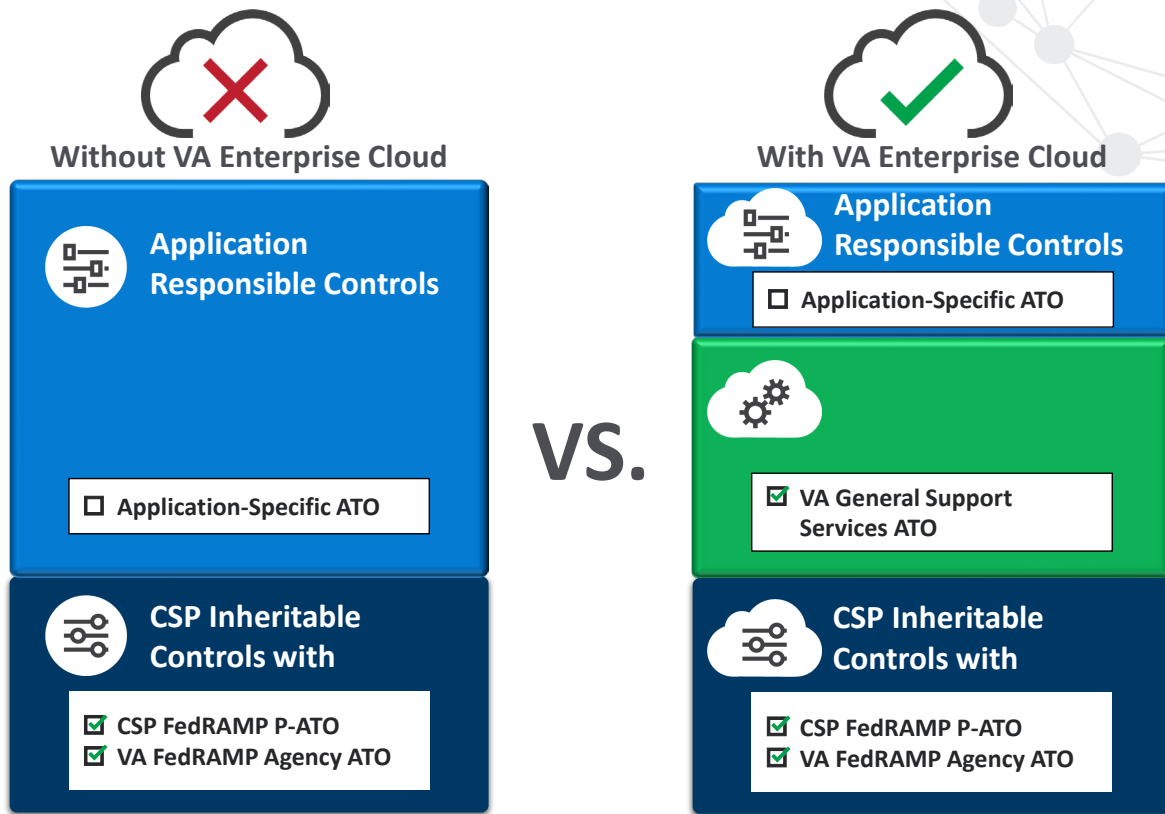 Without VA Enterprise Cloud
Application
Responsible Controls
Application-Specific ATO
CSP Inheritable
Controls with
CSP FedRAMP P-ATO
VA FedRAMP Agency ATO
VS.
With VA Enterprise Cloud
Application
Responsible Controls
Application-Specific ATO
VA General Support
Services ATO
CSP Inheritable
Controls with
CSP FedRAMP P-ATO
VA FedRAMP Agency ATO